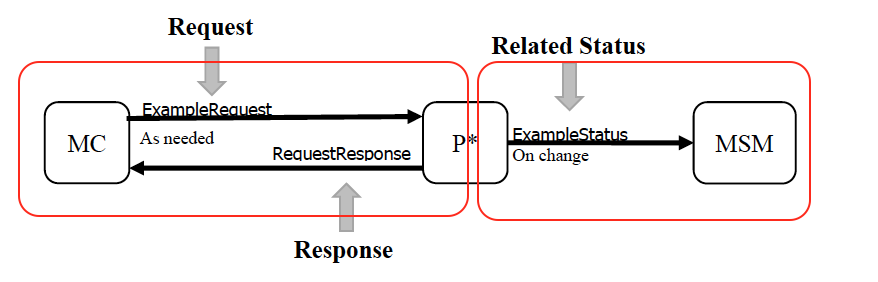 Request
Related Status
ExampleRequest
MC
As needed
RequestResponse
P*
ExampleStatus
On change
MSM
Response